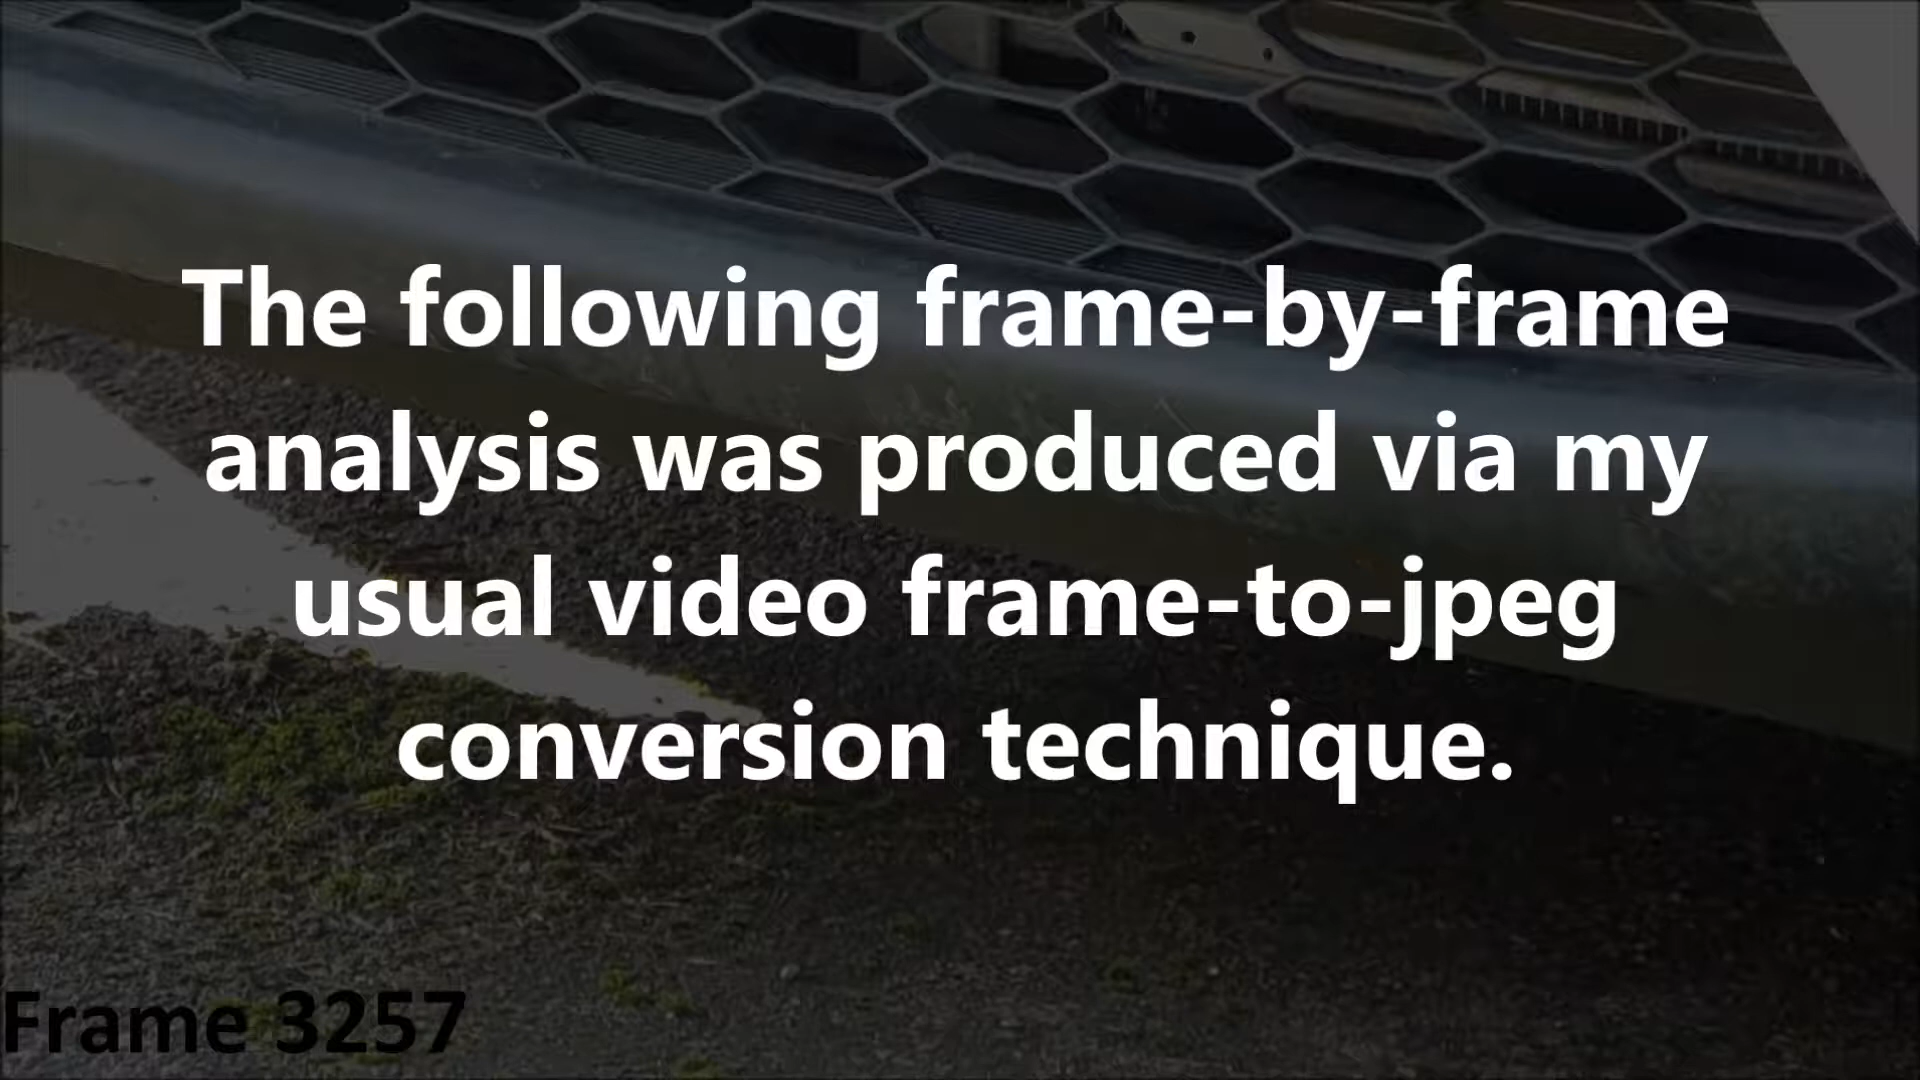 The following frame-by-frame
analysis was produced via my
usual video frame-to-jpeg
conversion technique.
Frame 3257